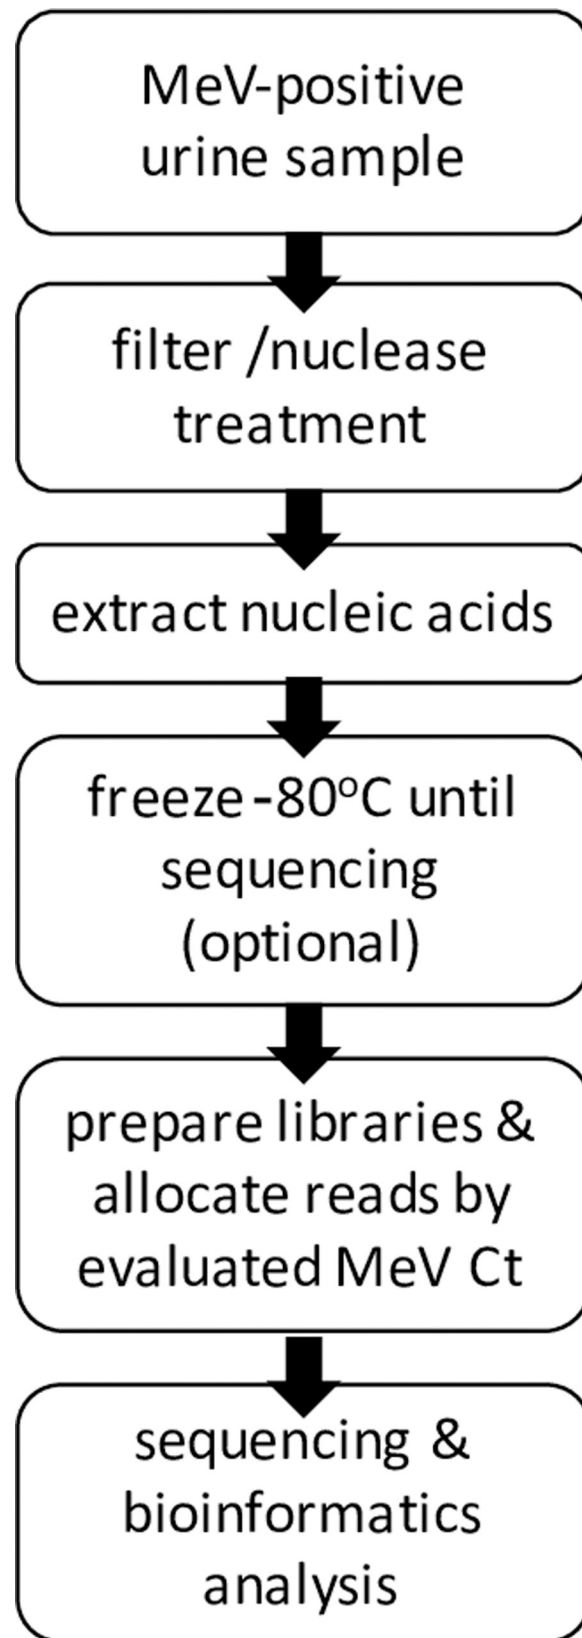 MeV-positive
urine sample
filter /nuclease
treatment
extract nucleic acids
freeze -80°C until
sequencing
(optional)
prepare libraries &
allocate reads by
evaluated MeV Ct
sequencing &
bioinformatics
analysis